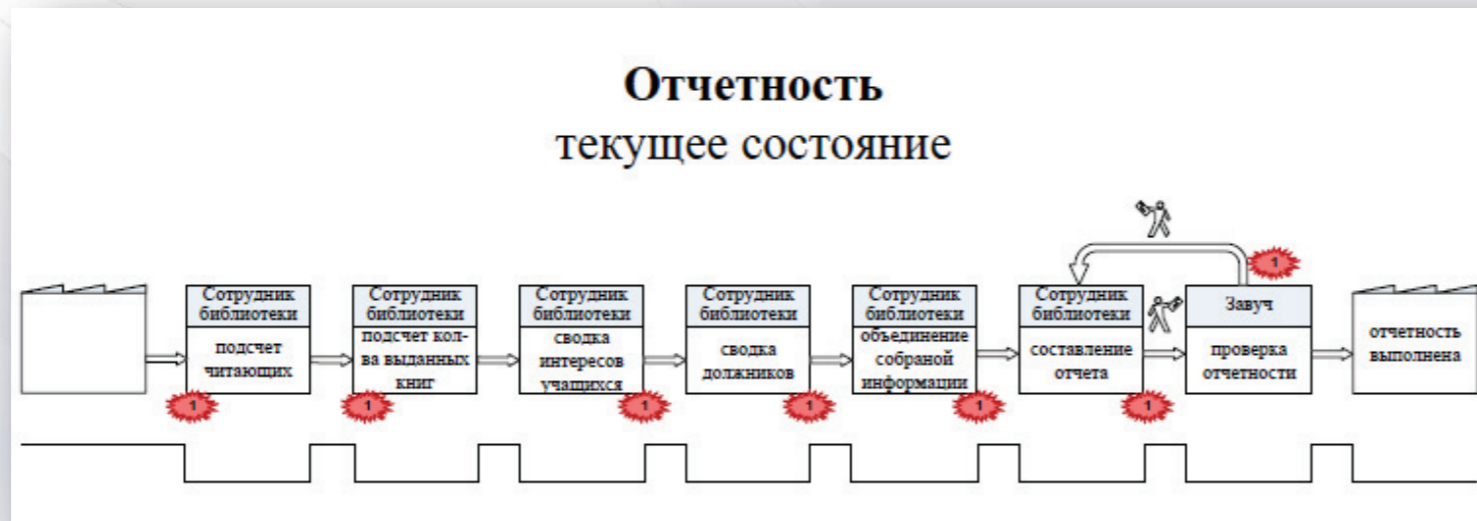 Отчетность
текущее состояние
1
Сотрудник
библиотеки
подсчет
читающих
1
Сотрудник
библиотеки
подсчет кол-
ва выданных
книг
1
Сотрудник
библиотеки
сводка
интересов
учащихся
1
Сотрудник
библиотеки
сводка
должников
1
Сотрудник
библиотеки
объединение
собраной
информации
1
Сотрудник
библиотеки
составление
отчета
1
Завуч
проверка
отчетности
отчетность
выполнена